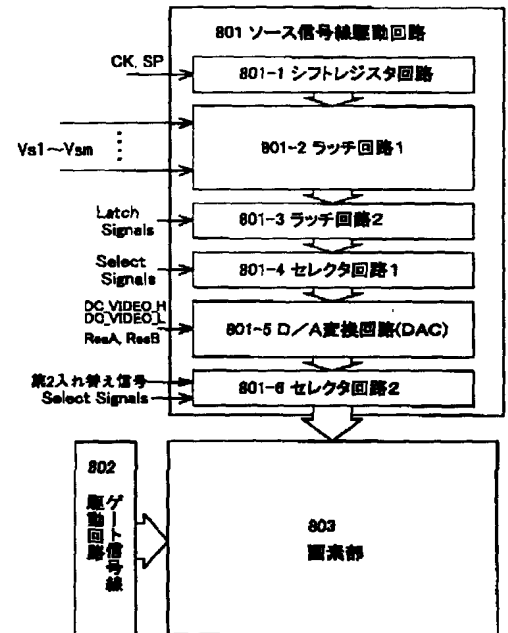 801 ソース信号線駆動回路
CK, SP
801-1 シフトレジスタ回路
Vs1～Vsm
801-2 ラッチ回路1
Latch
Signals
801-3 ラッチ回路2
Select
Signals
801-4 セレクタ回路1
DC_VIDEO_H
DC_VIDEO_L
ResA, ResB
801-5 D／A変換回路(DAC)
第2入れ替え信号
Select Signals
801-6 セレクタ回路2
802
ゲート信号線
駆動回路
803
画素部